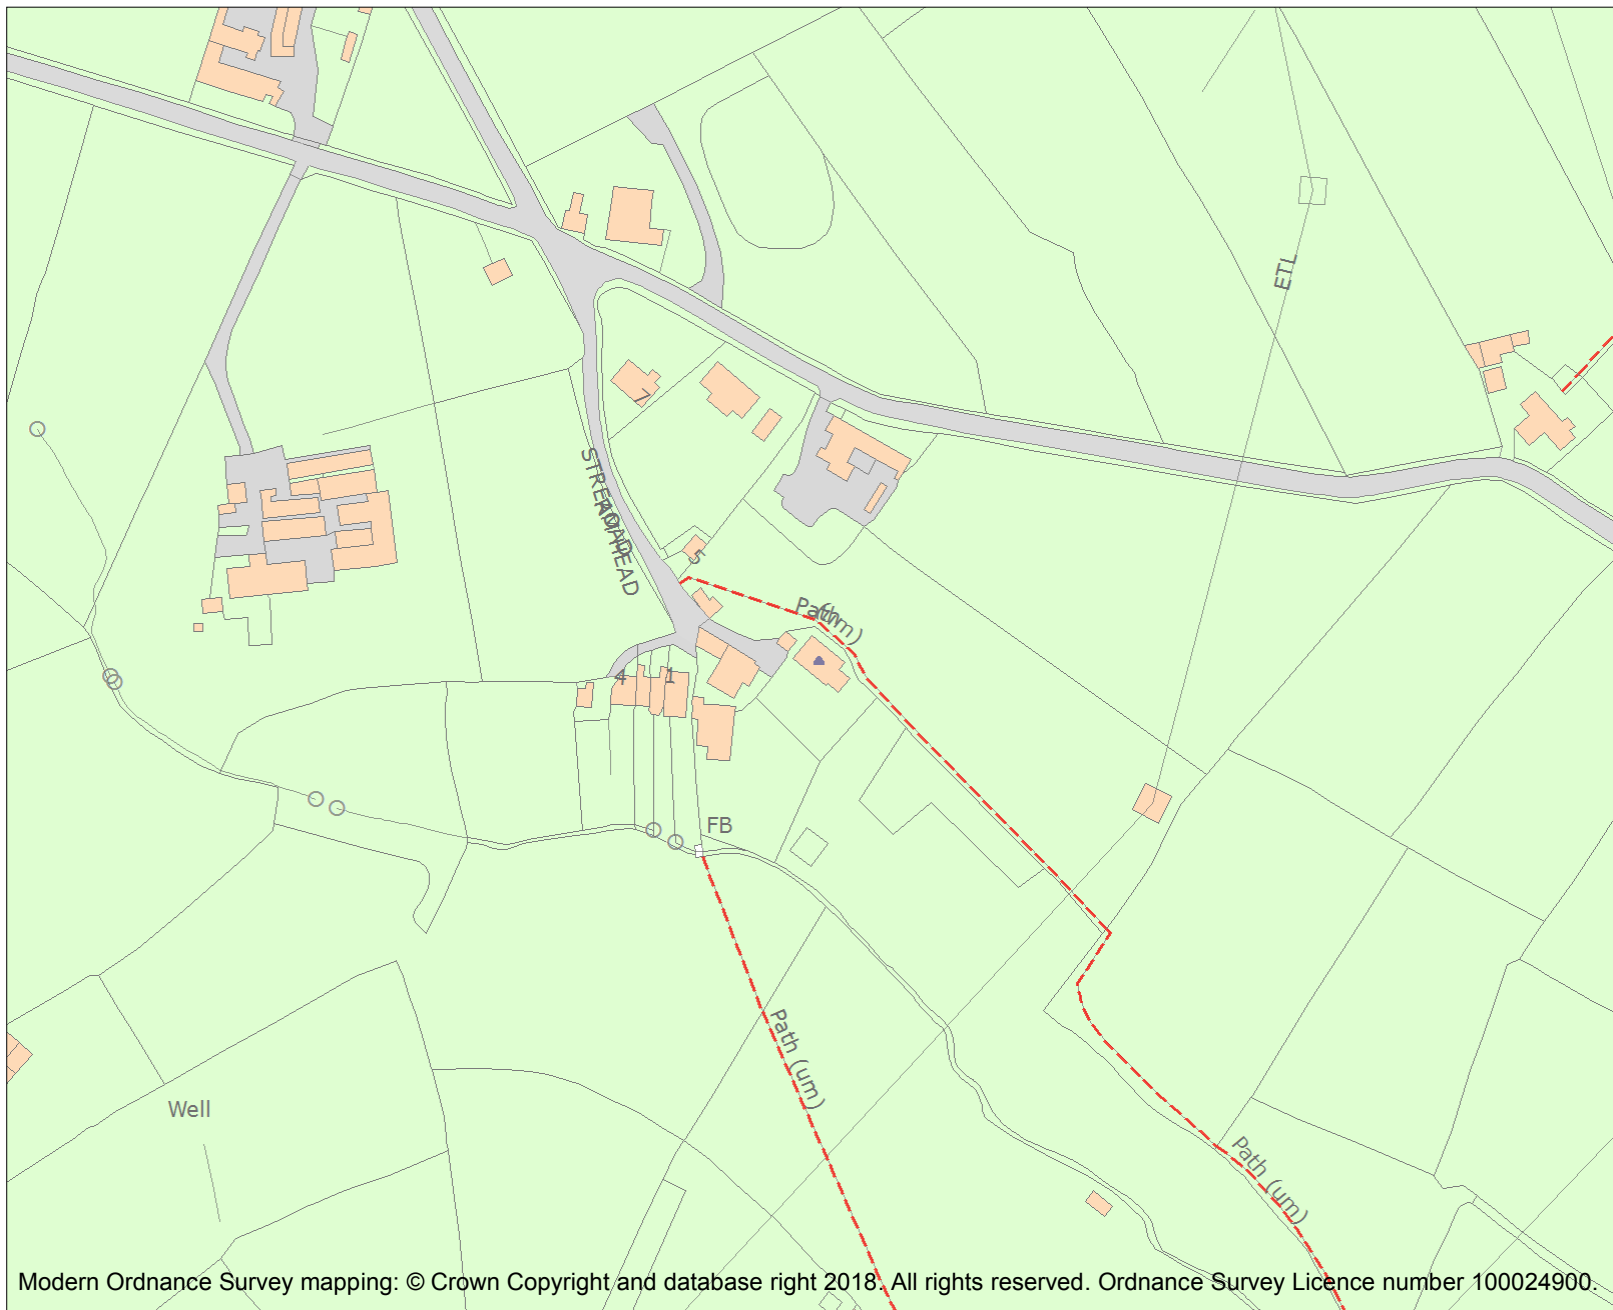 ETL
7
STREAMHEAD
ROAD
5
Path
(um)
4
1
FB
Path (um)
Well
Path (um)
Modern Ordnance Survey mapping: © Crown Copyright and database right 2018. All rights reserved. Ordnance Survey Licence number 100024900.